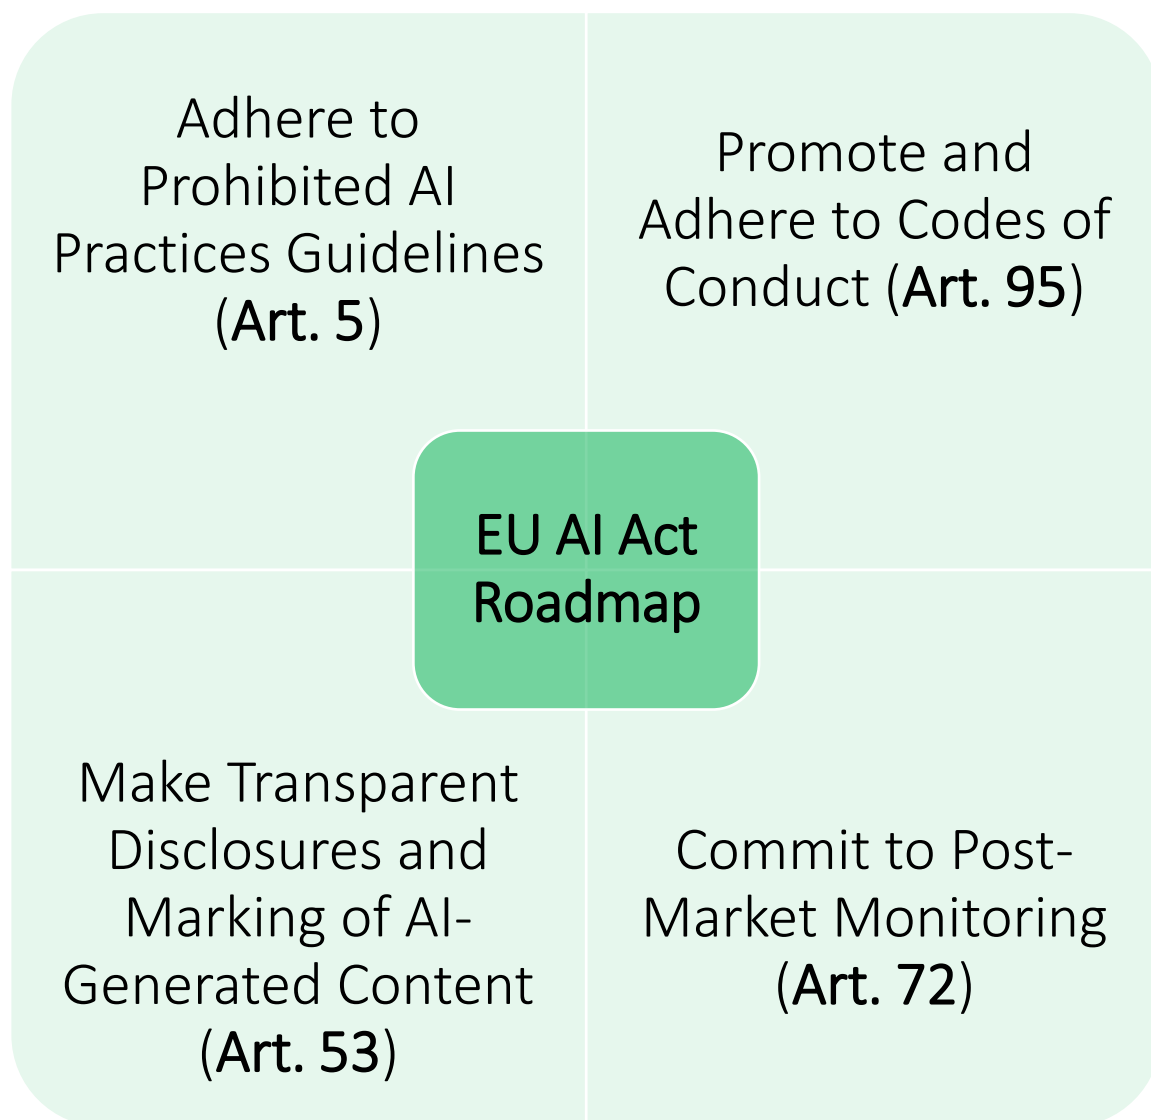 Adhere to
Prohibited AI
Practices Guidelines
(Art. 5)
Promote and
Adhere to Codes of
Conduct (Art. 95)
EU AI Act
Roadmap
Make Transparent
Disclosures and
Marking of AI-
Generated Content
(Art. 53)
Commit to Post-
Market Monitoring
(Art. 72)